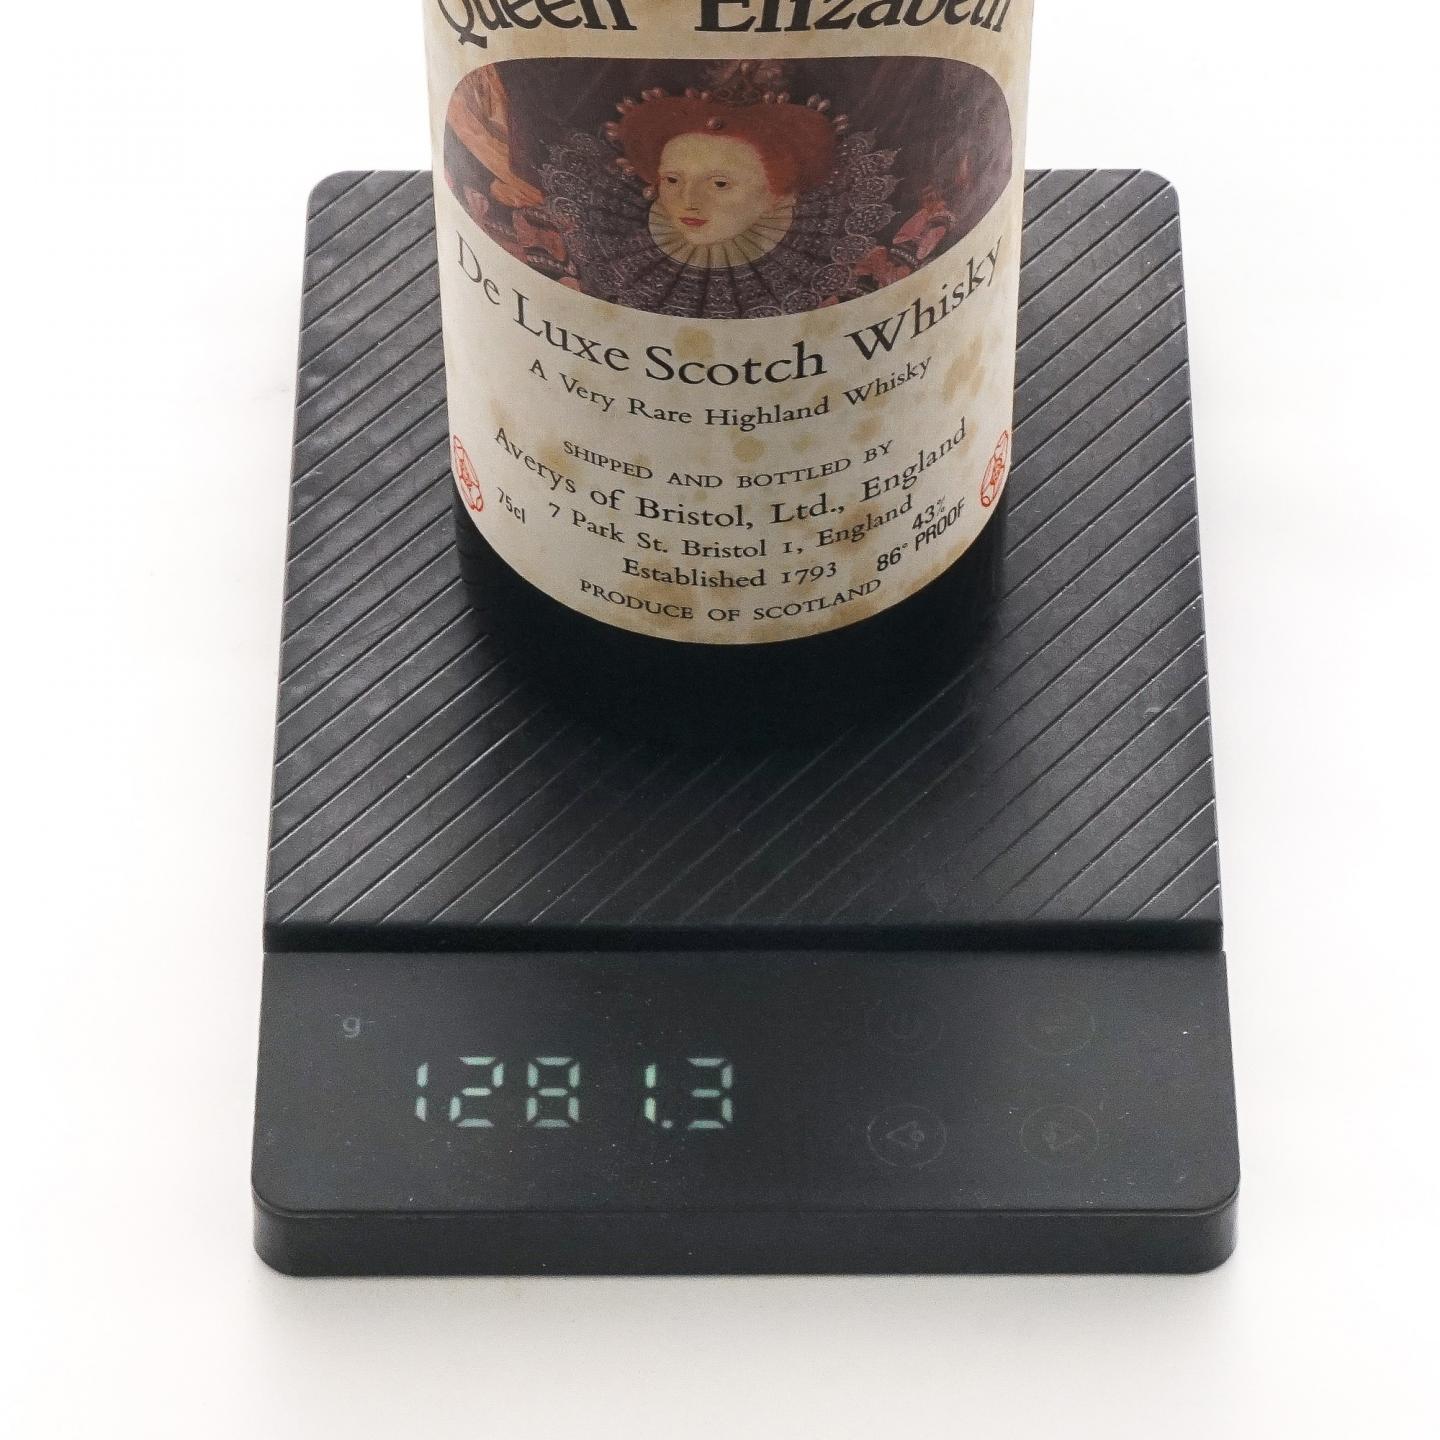 Queen Elizabeth
De Luxe Scotch Whisky
A Very Rare Highland Whisky
SHIPPED AND BOTTLED BY
Averys of Bristol, Ltd., England
75cl
7 Park St. Bristol 1, England
43%
86° PROOF
Established 1793
PRODUCE OF SCOTLAND
g
1281.3